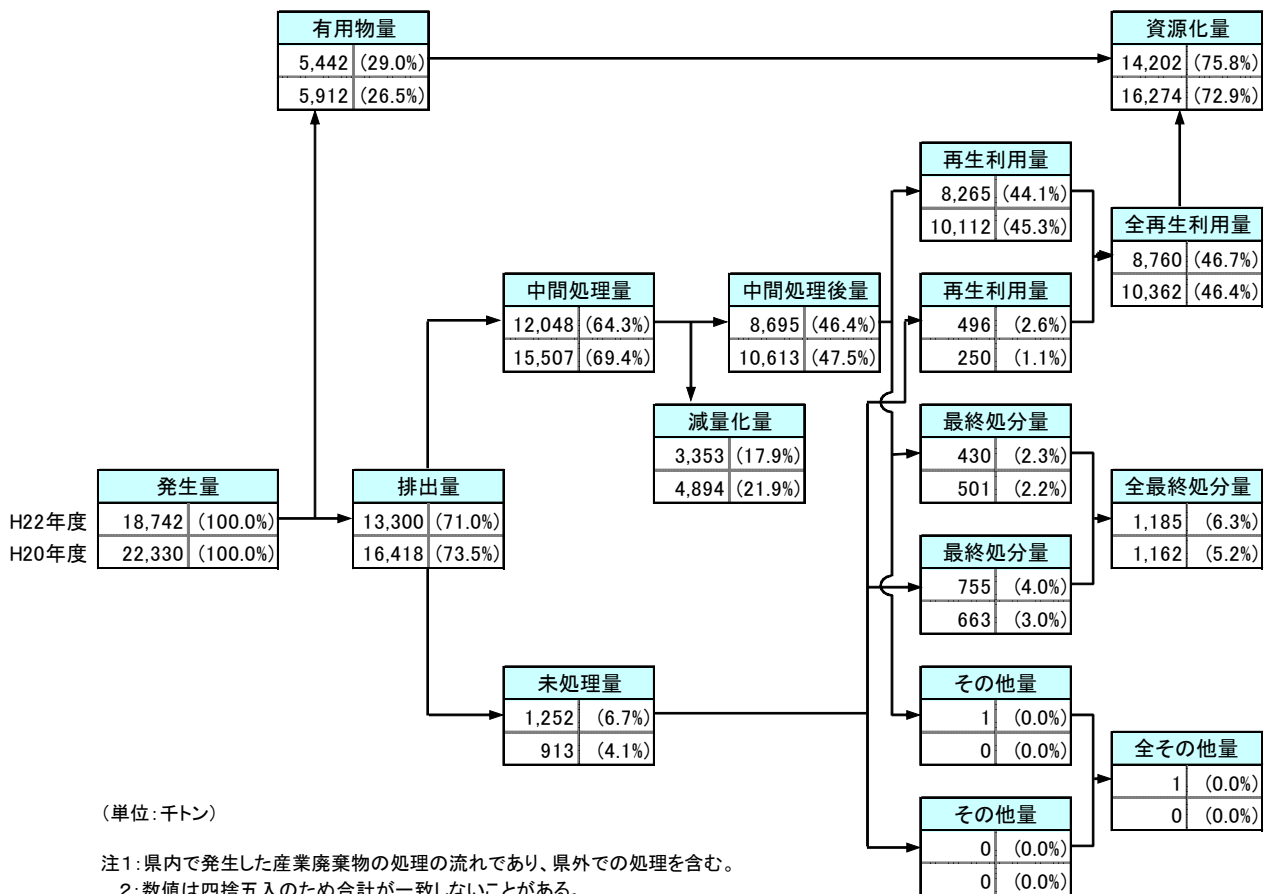 有用物量
5,442 (29.0%)
5,912 (26.5%)
資源化量
14,202 (75.8%)
16,274 (72.9%)
再生利用量
8,265 (44.1%)
10,112 (45.3%)
全再生利用量
8,760 (46.7%)
10,362 (46.4%)
中間処理量
12,048 (64.3%)
15,507 (69.4%)
中間処理後量
8,695 (46.4%)
10,613 (47.5%)
再生利用量
496 (2.6%)
250 (1.1%)
減量化量
3,353 (17.9%)
4,894 (21.9%)
最終処分量
430 (2.3%)
501 (2.2%)
発生量
H22年度 18,742 (100.0%)
H20年度 22,330 (100.0%)
排出量
13,300 (71.0%)
16,418 (73.5%)
全最終処分量
1,185 (6.3%)
1,162 (5.2%)
最終処分量
755 (4.0%)
663 (3.0%)
未処理量
1,252 (6.7%)
913 (4.1%)
その他量
1 (0.0%)
0 (0.0%)
全その他量
1 (0.0%)
0 (0.0%)
その他量
0 (0.0%)
0 (0.0%)
(単位:千トン)
注1:県内で発生した産業廃棄物の処理の流れであり、県外での処理を含む。
2:数値は四捨五入のため合計が一致しないことがある。